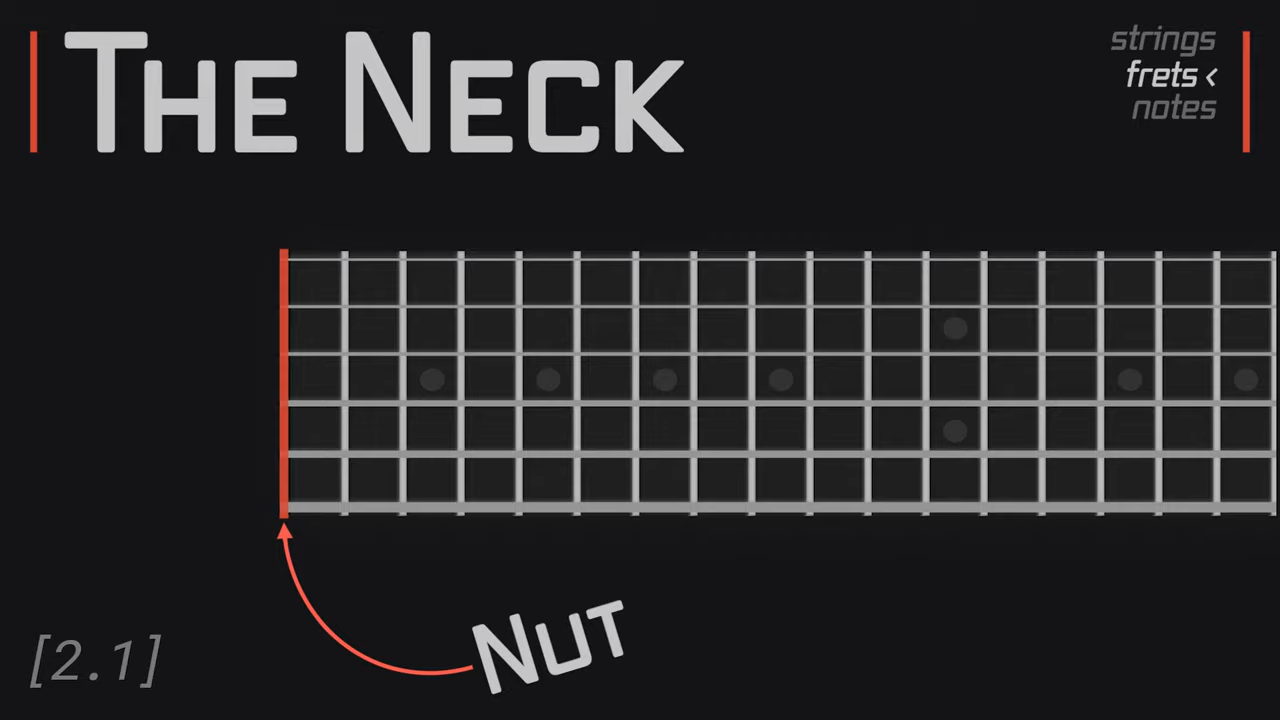 The Neck
strings
frets <
notes
Nut
[2.1]